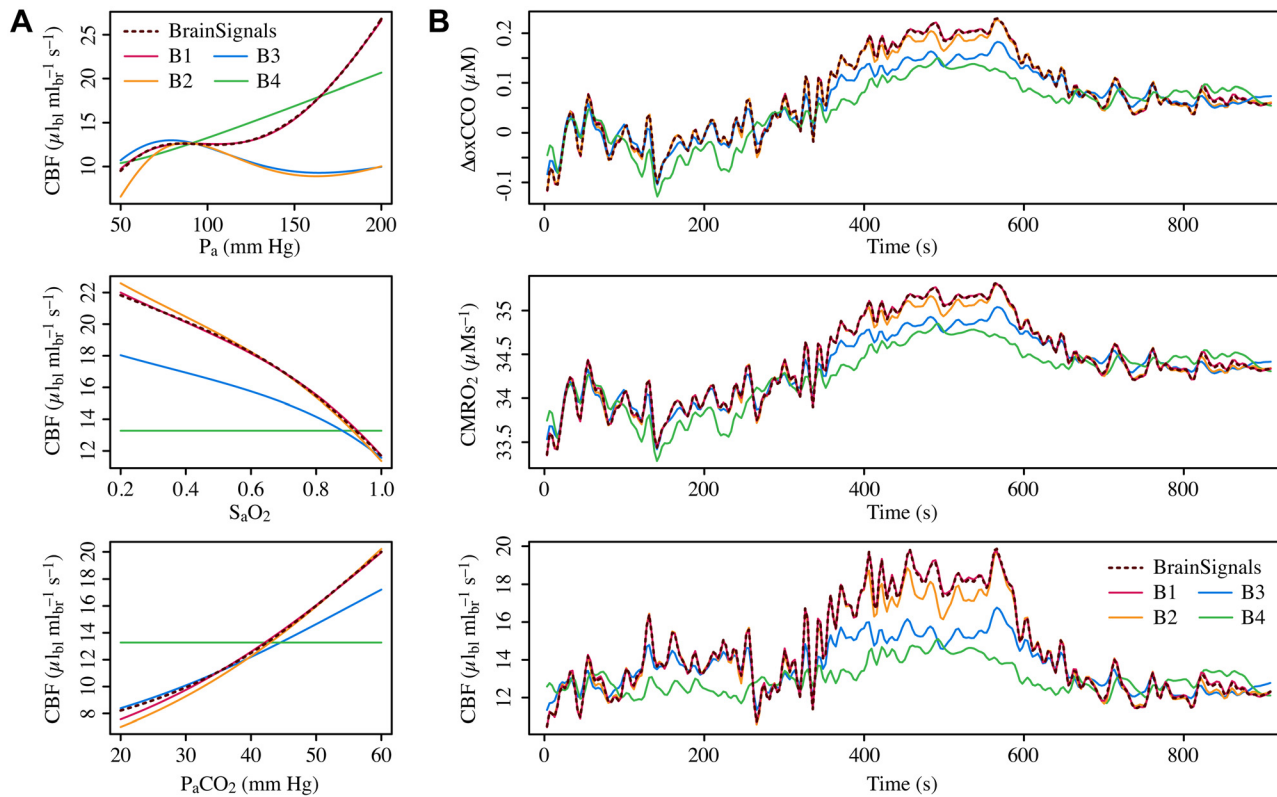 A
CBF (μl_bl ml_br^-1 s^-1)
25
20
15
10
BrainSignals
B1
B3
B2
B4
50
100
150
200
P_a (mm Hg)
CBF (μl_bl ml_br^-1 s^-1)
22
20
18
16
14
12
0.2
0.4
0.6
0.8
1.0
S_aO_2
CBF (μl_bl ml_br^-1 s^-1)
20
18
16
14
12
10
8
20
30
40
50
60
P_aCO_2 (mm Hg)
B
ΔoxCCO (μM)
0.2
0.1
0
-0.1
0
200
400
600
800
Time (s)
CMRO_2 (μMs^-1)
35
34.5
34
33.5
0
200
400
600
800
Time (s)
CBF (μl_bl ml_br^-1 s^-1)
20
18
16
14
12
BrainSignals
B1
B3
B2
B4
0
200
400
600
800
Time (s)